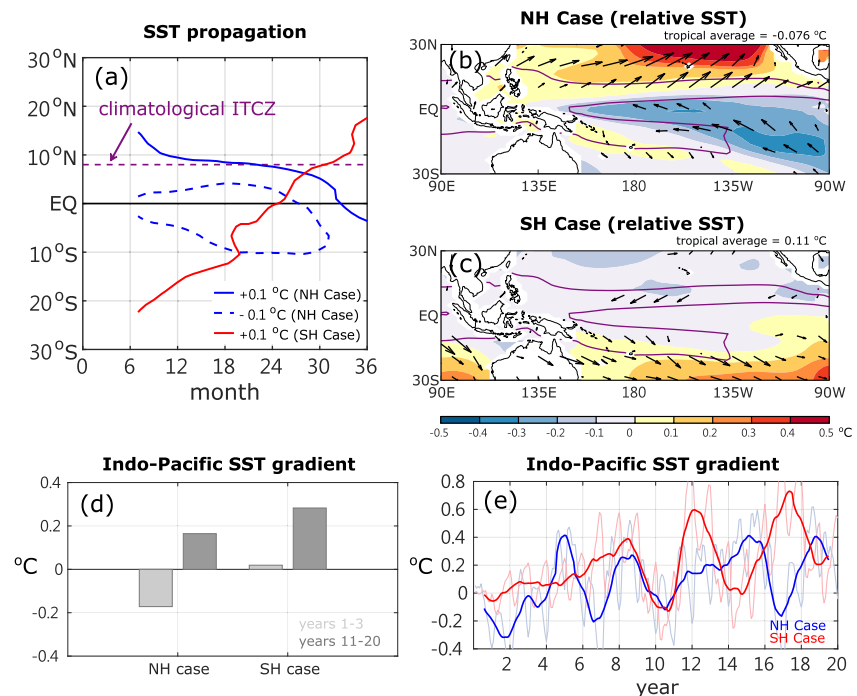 SST propagation
(a)
climatological ITCZ
30°N
20°N
10°N
EQ
10°S
20°S
30°S
+0.1 °C (NH Case)
- 0.1 °C (NH Case)
+0.1 °C (SH Case)
0 6 12 18 24 30 36
month
NH Case (relative SST)
tropical average = -0.076 °C
(b)
30N
EQ
30S
90E 135E 180 135W 90W
SH Case (relative SST)
tropical average = 0.11 °C
(c)
30N
EQ
30S
90E 135E 180 135W 90W
-0.5 -0.4 -0.3 -0.2 -0.1 0 0.1 0.2 0.3 0.4 0.5 °C
Indo-Pacific SST gradient
(d)
°C
0.4
0.2
0
-0.2
-0.4
years 1-3
years 11-20
NH case SH case
Indo-Pacific SST gradient
(e)
°C
0.8
0.6
0.4
0.2
0
-0.2
-0.4
NH Case
SH Case
2 4 6 8 10 12 14 16 18 20
year